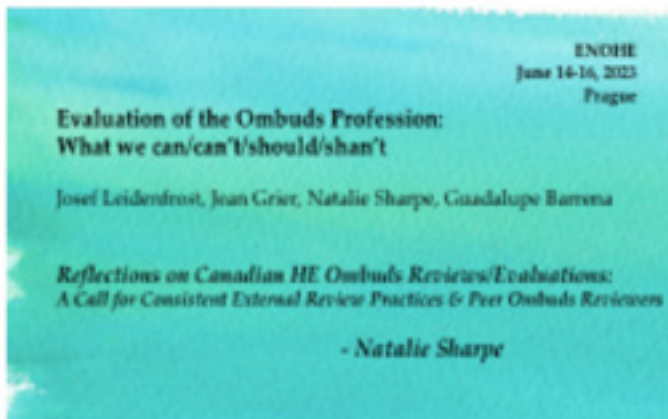 ENOHE
June 14-16, 2023
Prague
Evaluation of the Ombuds Profession:
What we can/can't/should/shan't
Josef Leidenfrost, Jean Grier, Natalie Sharpe, Guadalupe Barrena
Reflections on Canadian HE Ombuds Reviews/Evaluations:
A Call for Consistent External Review Practices & Peer Ombuds Reviewers
- Natalie Sharpe